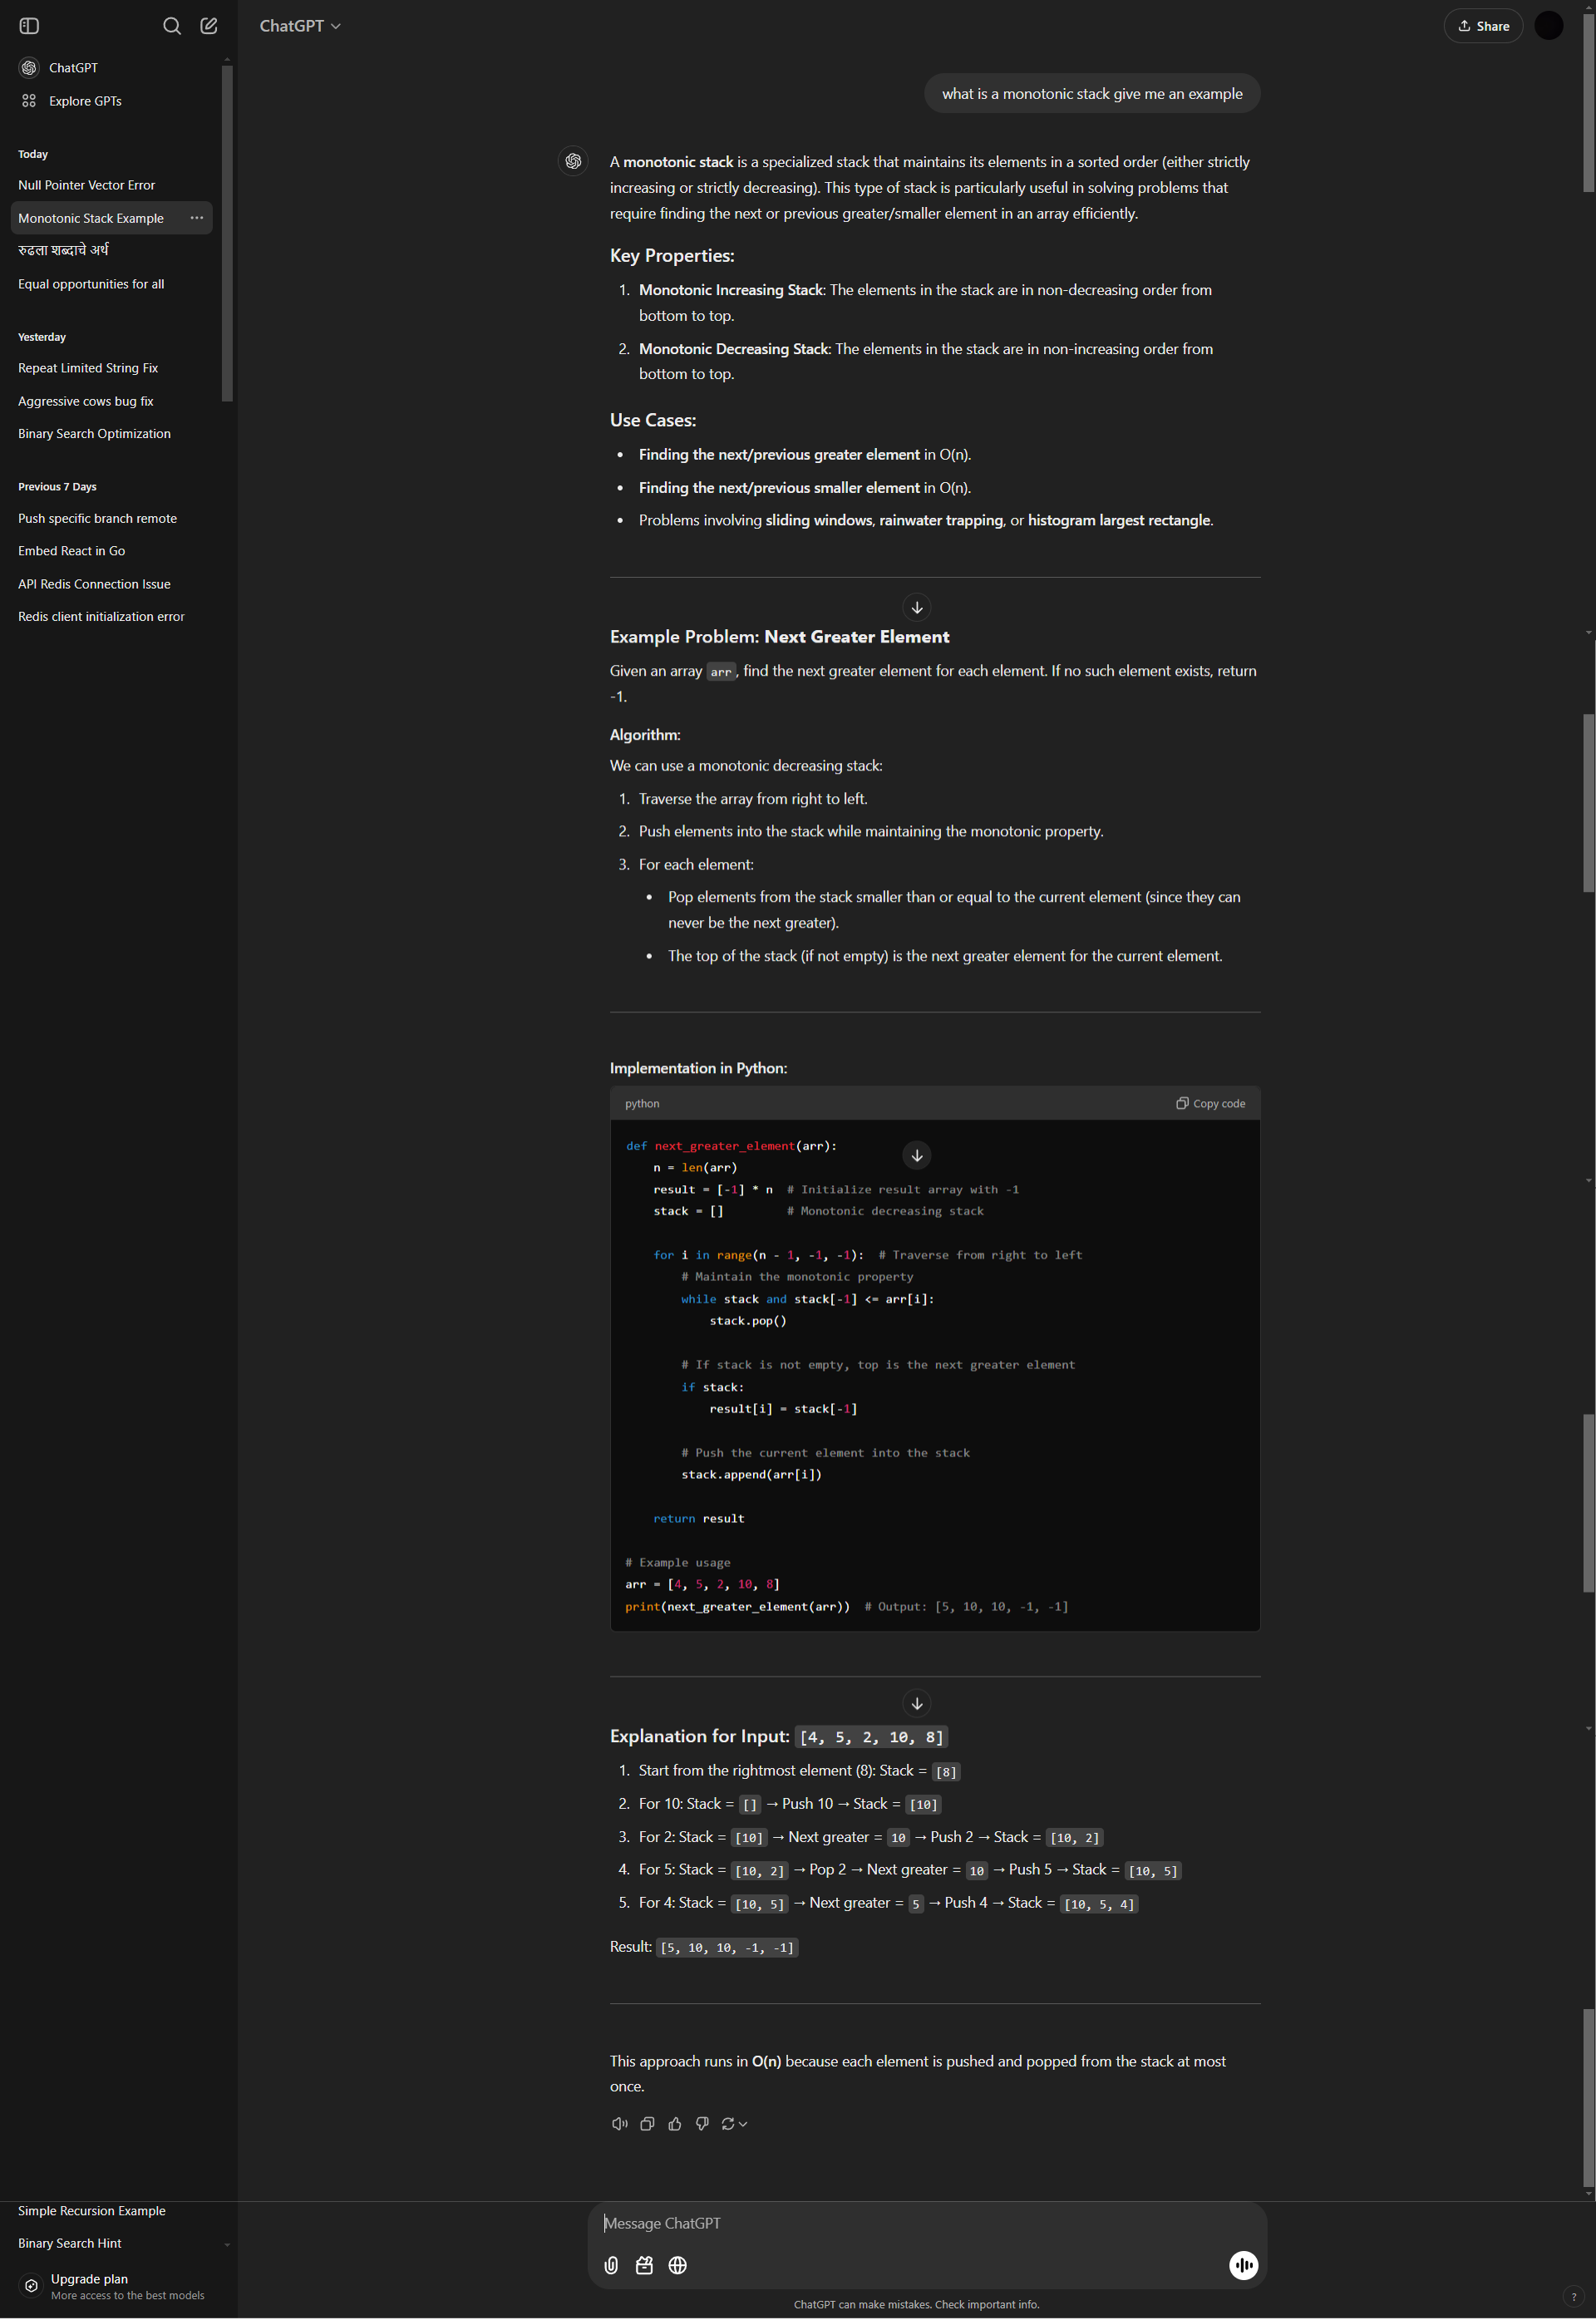 ChatGPT
Explore GPTs
Today
Null Pointer Vector Error
Monotonic Stack Example
रुढला शब्दाचे अर्थ
Equal opportunities for all
Yesterday
Repeat Limited String Fix
Aggressive cows bug fix
Binary Search Optimization
Previous 7 Days
Push specific branch remote
Embed React in Go
API Redis Connection Issue
Redis client initialization error
Simple Recursion Example
Binary Search Hint
Upgrade plan
More access to the best models
ChatGPT
Share
what is a monotonic stack give me an example
A monotonic stack is a specialized stack that maintains its elements in a sorted order (either strictly
increasing or strictly decreasing). This type of stack is particularly useful in solving problems that
require finding the next or previous greater/smaller element in an array efficiently.
Key Properties:
1. Monotonic Increasing Stack: The elements in the stack are in non-decreasing order from
bottom to top.
2. Monotonic Decreasing Stack: The elements in the stack are in non-increasing order from
bottom to top.
Use Cases:
• Finding the next/previous greater element in O(n).
• Finding the next/previous smaller element in O(n).
• Problems involving sliding windows, rainwater trapping, or histogram largest rectangle.
Example Problem: Next Greater Element
Given an array arr, find the next greater element for each element. If no such element exists, return
-1.
Algorithm:
We can use a monotonic decreasing stack:
1. Traverse the array from right to left.
2. Push elements into the stack while maintaining the monotonic property.
3. For each element:
• Pop elements from the stack smaller than or equal to the current element (since they can
never be the next greater).
• The top of the stack (if not empty) is the next greater element for the current element.
Implementation in Python:
python
Copy code
def next_greater_element(arr):
    n = len(arr)
    result = [-1] * n  # Initialize result array with -1
    stack = []         # Monotonic decreasing stack
    for i in range(n - 1, -1, -1):  # Traverse from right to left
        # Maintain the monotonic property
        while stack and stack[-1] <= arr[i]:
            stack.pop()
        # If stack is not empty, top is the next greater element
        if stack:
            result[i] = stack[-1]
        # Push the current element into the stack
        stack.append(arr[i])
    return result
# Example usage
arr = [4, 5, 2, 10, 8]
print(next_greater_element(arr))  # Output: [5, 10, 10, -1, -1]
Explanation for Input: [4, 5, 2, 10, 8]
1. Start from the rightmost element (8): Stack = [8]
2. For 10: Stack = [] → Push 10 → Stack = [10]
3. For 2: Stack = [10] → Next greater = 10 → Push 2 → Stack = [10, 2]
4. For 5: Stack = [10, 2] → Pop 2 → Next greater = 10 → Push 5 → Stack = [10, 5]
5. For 4: Stack = [10, 5] → Next greater = 5 → Push 4 → Stack = [10, 5, 4]
Result: [5, 10, 10, -1, -1]
This approach runs in O(n) because each element is pushed and popped from the stack at most
once.
Message ChatGPT
ChatGPT can make mistakes. Check important info.
?